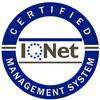 CERTIFIED
IQNet
MANAGEMENT SYSTEM